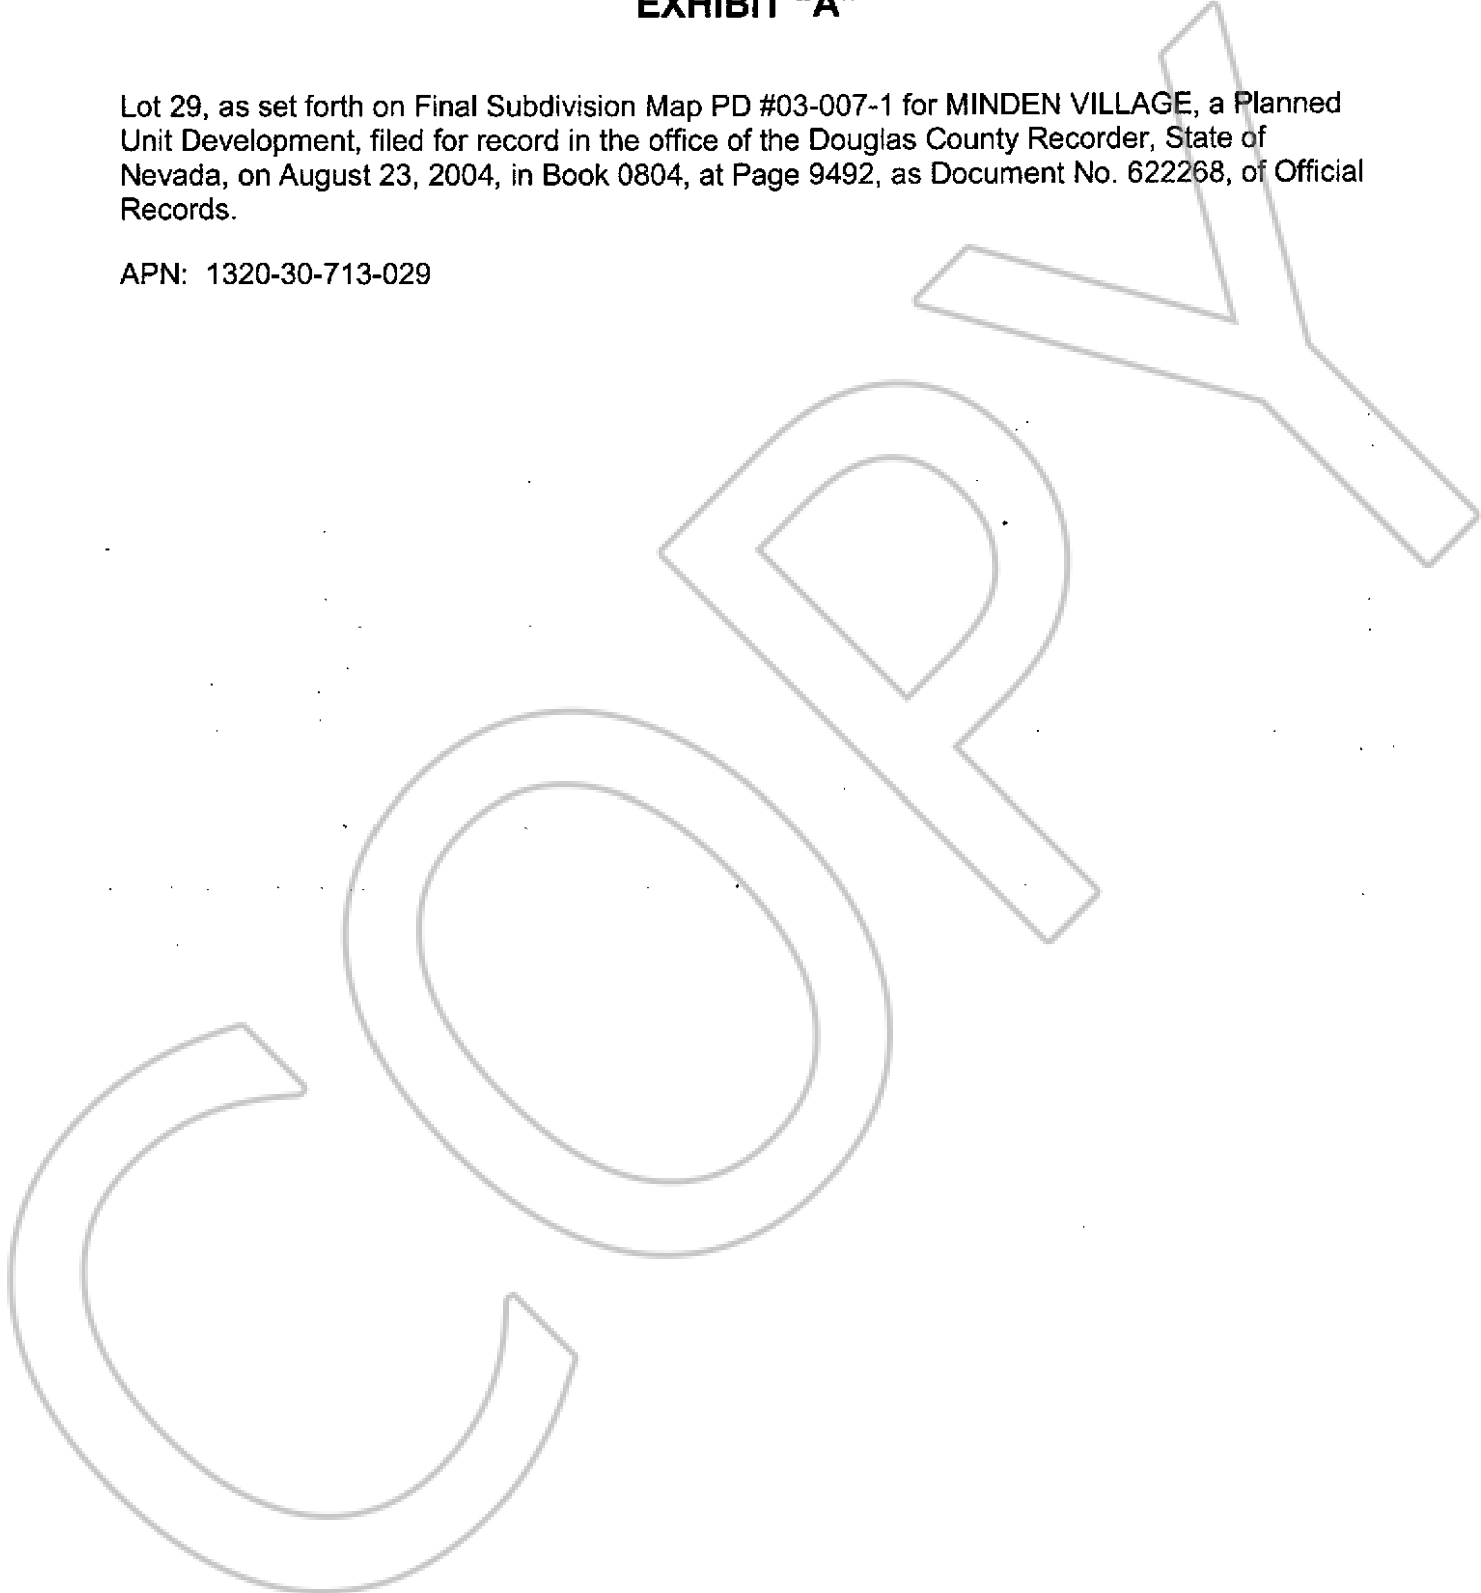 EXHIBIT "A"
Lot 29, as set forth on Final Subdivision Map PD #03-007-1 for MINDEN VILLAGE, a Planned
Unit Development, filed for record in the office of the Douglas County Recorder, State of
Nevada, on August 23, 2004, in Book 0804, at Page 9492, as Document No. 622268, of Official
Records.
APN: 1320-30-713-029
COPY